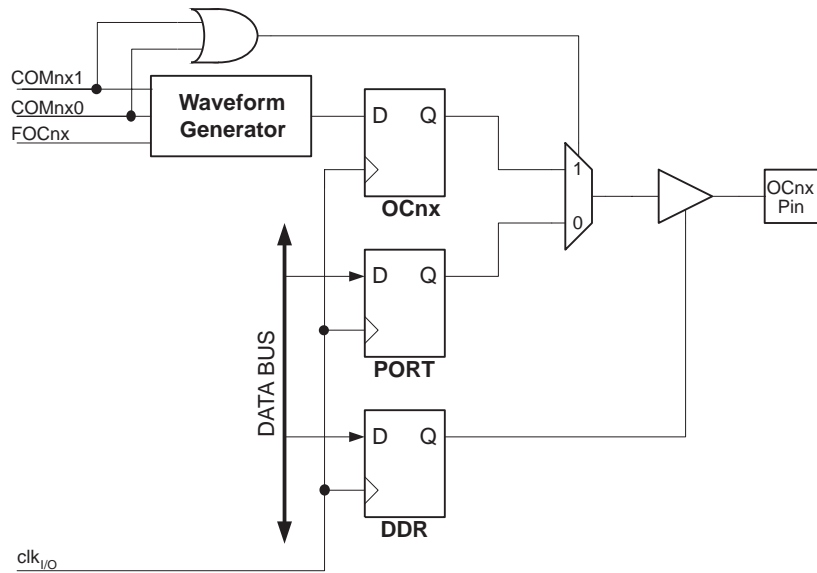 COMnx1
COMnx0
FOCnx
Waveform
Generator
D Q
OCnx
1
0
OCnx
Pin
D Q
PORT
DATA BUS
D Q
DDR
clkI/O